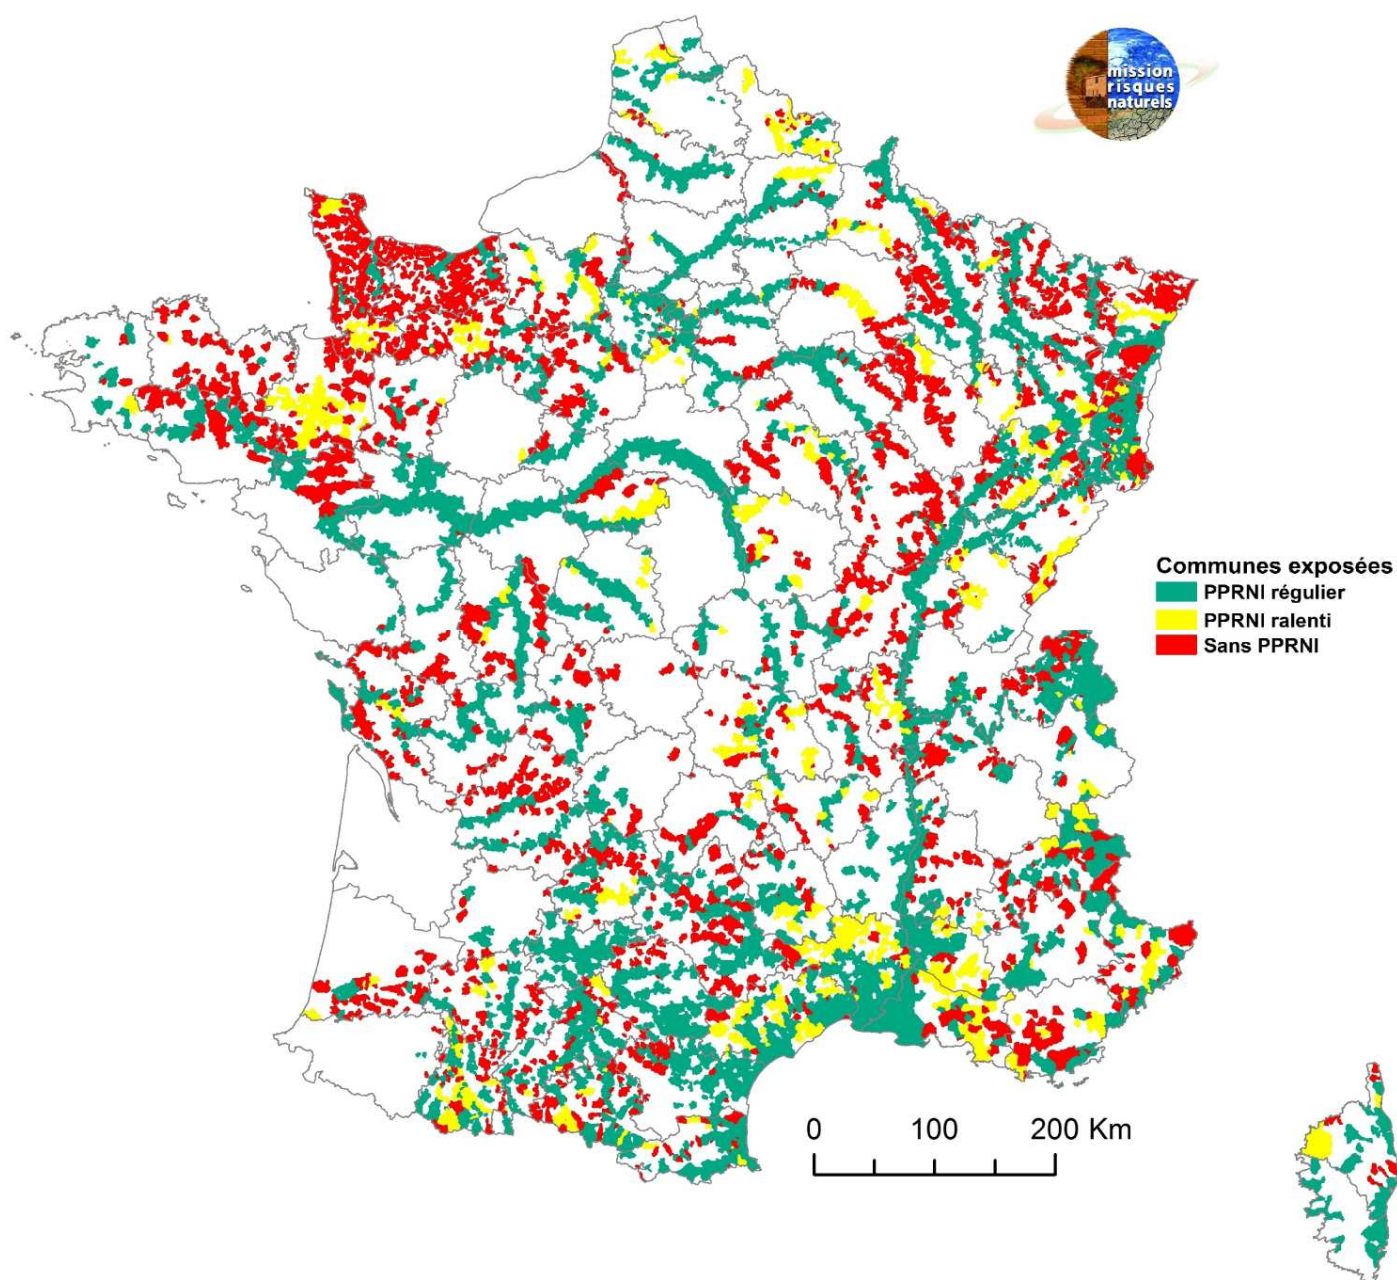 mission
risques
naturels
Communes exposées
PPRNI régulier
PPRNI ralenti
Sans PPRNI
0 100 200 Km